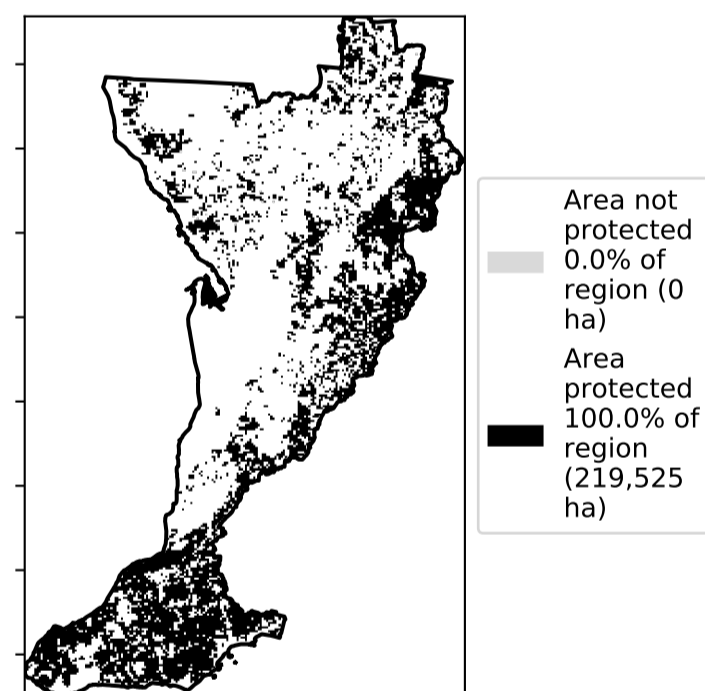 Area not
protected
0.0% of
region (0
ha)
Area
protected
100.0% of
region
(219,525
ha)